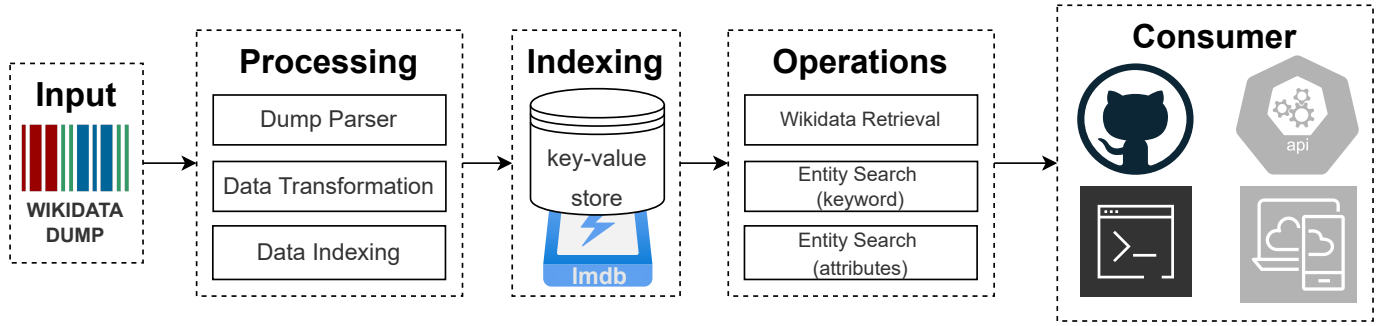 Input
WIKIDATA
DUMP
Processing
Dump Parser
Data Transformation
Data Indexing
Indexing
key-value
store
lmdb
Operations
Wikidata Retrieval
Entity Search
(keyword)
Entity Search
(attributes)
Consumer
api
>_